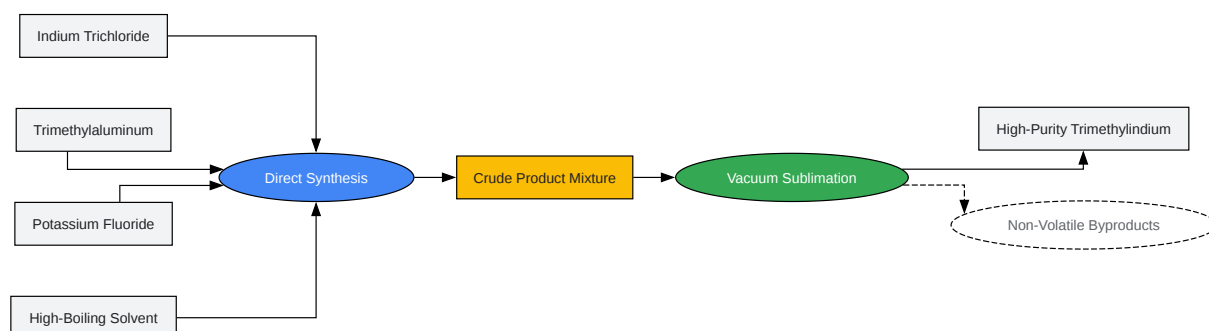 Indium Trichloride
Trimethylaluminum
Potassium Fluoride
High-Boiling Solvent
Direct Synthesis
Crude Product Mixture
Vacuum Sublimation
High-Purity Trimethylindium
Non-Volatile Byproducts